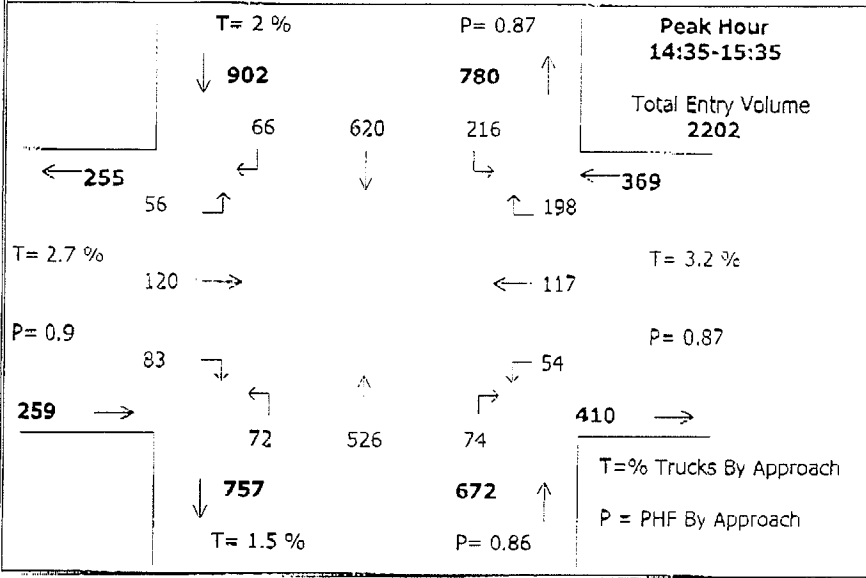 T= 2 % P= 0.87 Peak Hour
14:35-15:35
902 780
Total Entry Volume
66 620 216 2202
255 369
56 198
T= 2.7 % T= 3.2 %
120 117
P= 0.9 P= 0.87
83 54
259 410
72 526 74
T=% Trucks By Approach
757 672
P = PHF By Approach
T= 1.5 % P= 0.86